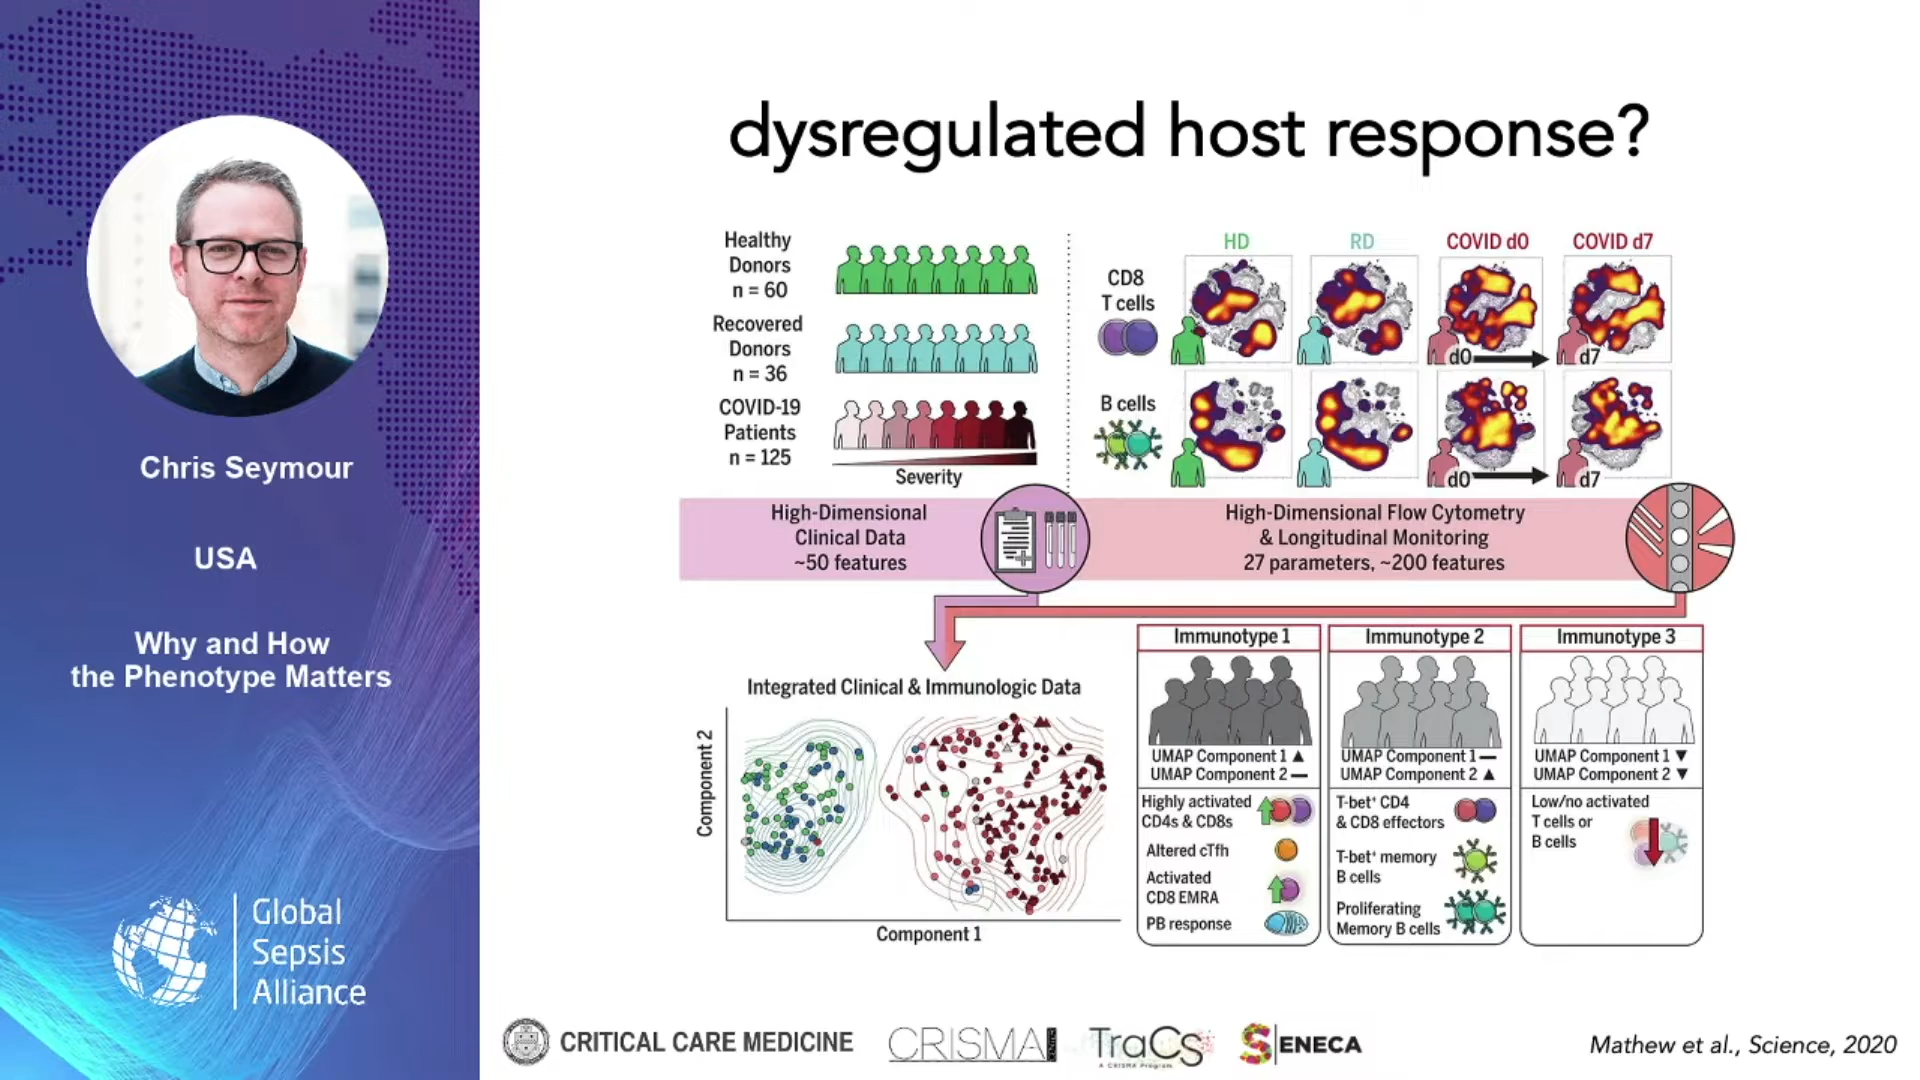 Chris Seymour
USA
Why and How
the Phenotype Matters
Global
Sepsis
Alliance
dysregulated host response?
Healthy
Donors
n = 60
Recovered
Donors
n = 36
COVID-19
Patients
n = 125
Severity
HD
RD
COVID d0
COVID d7
CD8
T cells
d0
d7
B cells
d0
d7
High-Dimensional
Clinical Data
~50 features
High-Dimensional Flow Cytometry
& Longitudinal Monitoring
27 parameters, ~200 features
Integrated Clinical & Immunologic Data
Component 2
Component 1
Immunotype 1
UMAP Component 1 ▲
UMAP Component 2 —
Highly activated
CD4s & CD8s
Altered cTfh
Activated
CD8 EMRA
PB response
Immunotype 2
UMAP Component 1 —
UMAP Component 2 ▲
T-bet⁺ CD4
& CD8 effectors
T-bet⁺ memory
B cells
Proliferating
Memory B cells
Immunotype 3
UMAP Component 1 ▼
UMAP Component 2 ▼
Low/no activated
T cells or
B cells
CRITICAL CARE MEDICINE
CRISMA
TraCs
A CRISMA Program
SENECA
Mathew et al., Science, 2020